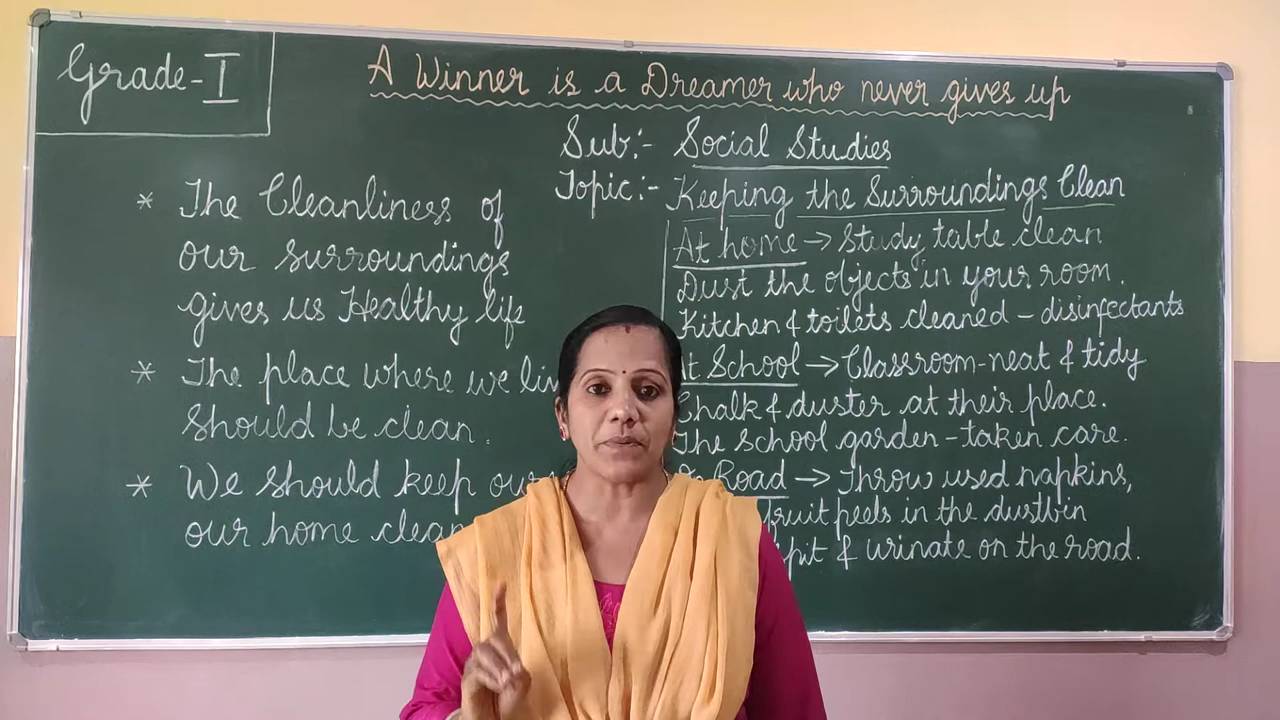 Grade-I
A Winner is a Dreamer who never gives up
Sub:- Social Studies
Topic:- Keeping the Surroundings Clean
* The Cleanliness of
our surroundings
gives us Healthy life
* The place where we
Should be clean.
* We should keep
our home clean
At home → Study table clean
Dust the objects in your room.
Kitchen & toilets cleaned - disinfectants
At School → Classroom-neat & tidy
Chalk & duster at their place.
The School garden - taken care.
Road → Throw used napkins,
fruit peels in the dustbin
& urinate on the road.